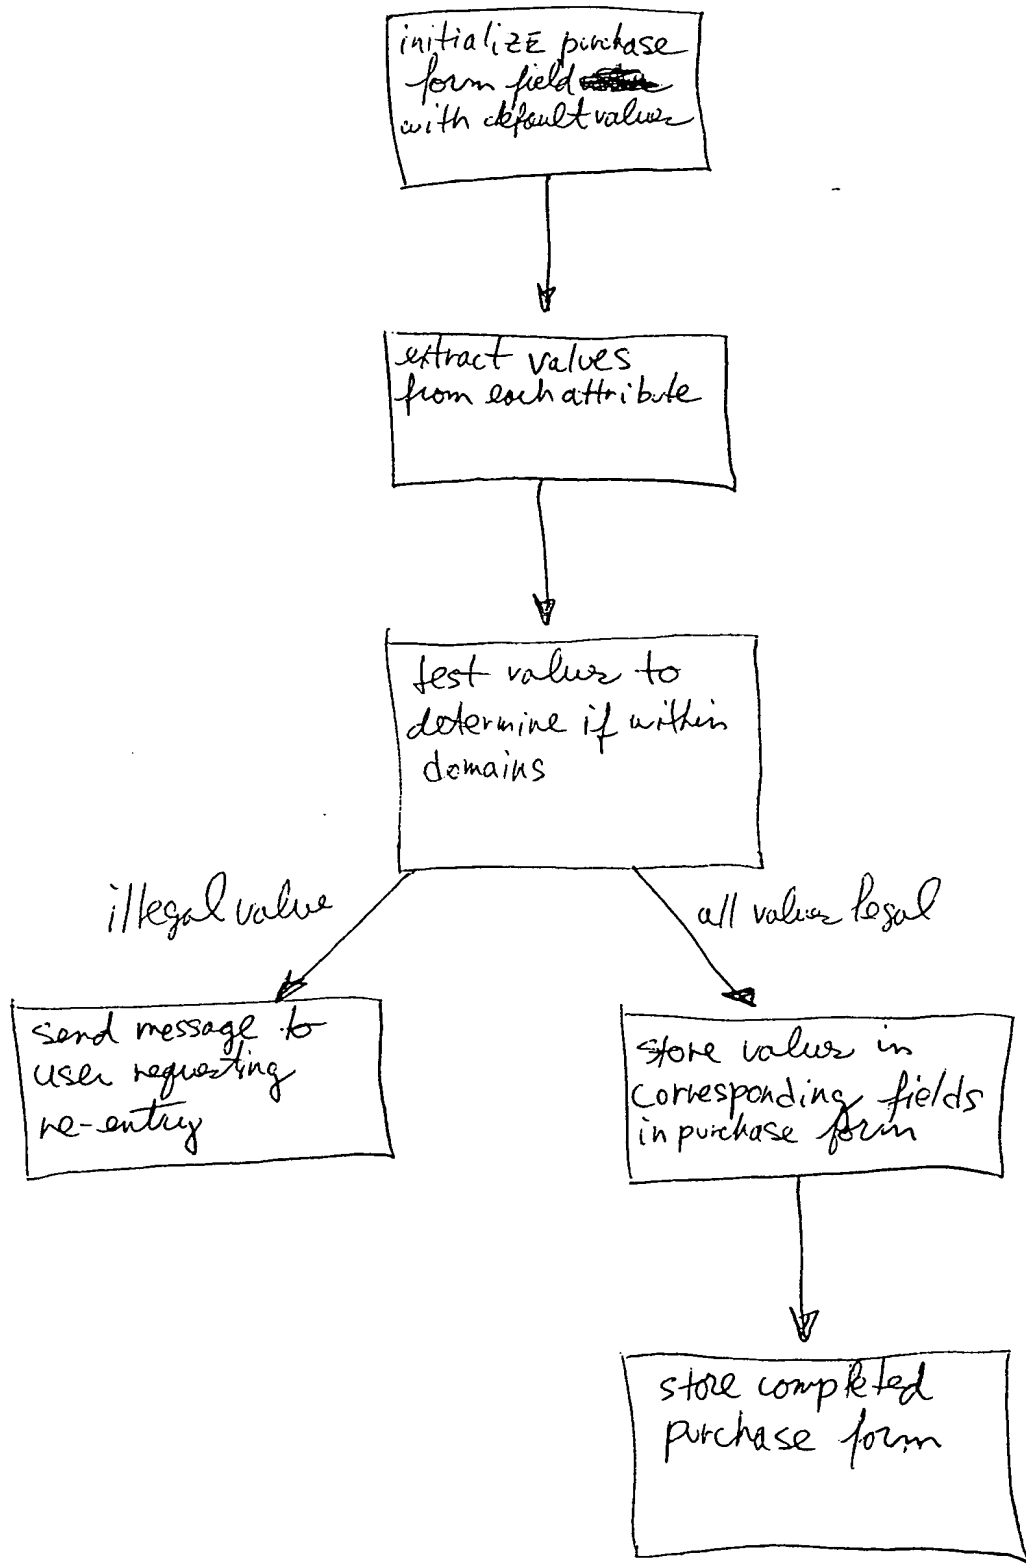 initialize purchase
form field
with default values
extract values
from each attribute
test values to
determine if within
domains
illegal value
all values legal
send message to
user requesting
re-entry
store values in
corresponding fields
in purchase form
store completed
purchase form